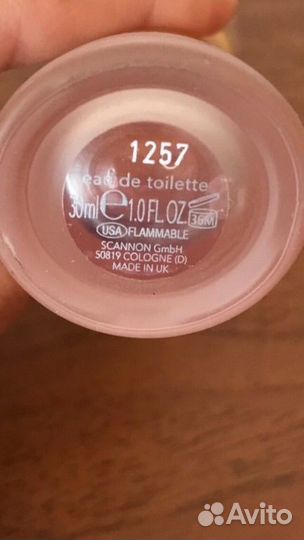 1257
eau de toilette
30ml e 1.0 FL.OZ. 36M
USA FLAMMABLE
SCANNON GmbH
50819 COLOGNE (D)
MADE IN UK
Avito